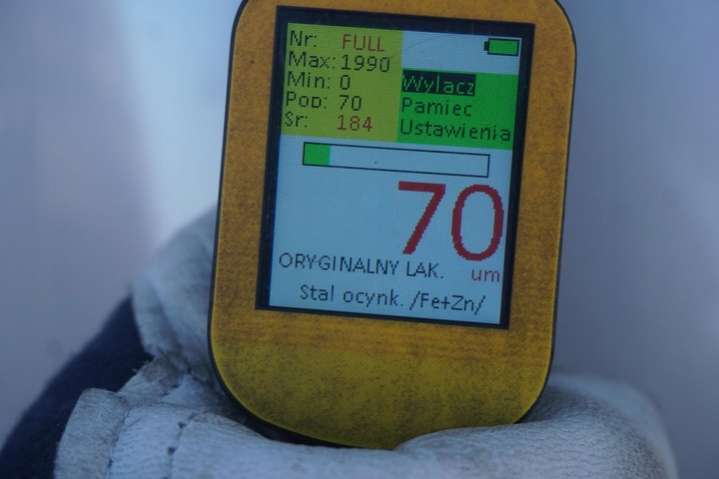 Nr: FULL
Max: 1990
Min: 0
Pop: 70
Sr: 184
Wylacz
Pamiec
Ustawienia
70
um
ORYGINALNY LAK.
Stal ocynk. /Fe+Zn/